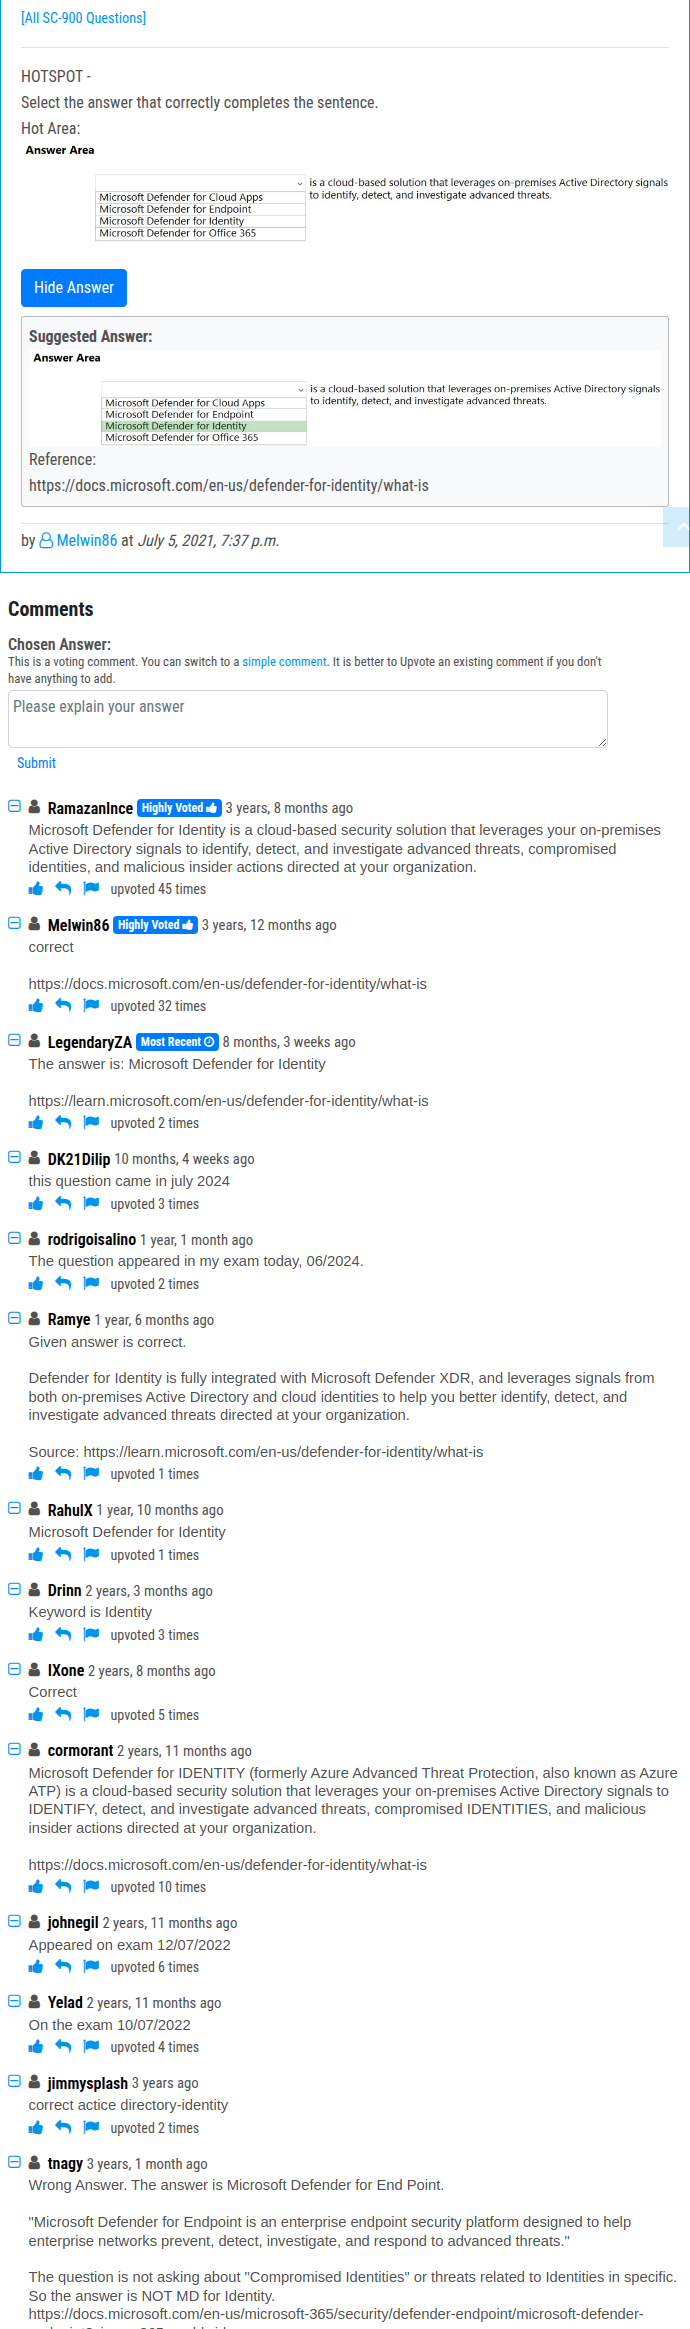 [All SC-900 Questions]
HOTSPOT -
Select the answer that correctly completes the sentence.
Hot Area:
Answer Area
is a cloud-based solution that leverages on-premises Active Directory signals
to identify, detect, and investigate advanced threats.
Microsoft Defender for Cloud Apps
Microsoft Defender for Endpoint
Microsoft Defender for Identity
Microsoft Defender for Office 365
Hide Answer
Suggested Answer:
Answer Area
is a cloud-based solution that leverages on-premises Active Directory signals
to identify, detect, and investigate advanced threats.
Microsoft Defender for Cloud Apps
Microsoft Defender for Endpoint
Microsoft Defender for Identity
Microsoft Defender for Office 365
Reference:
https://docs.microsoft.com/en-us/defender-for-identity/what-is
by Melwin86 at July 5, 2021, 7:37 p.m.
Comments
Chosen Answer:
This is a voting comment. You can switch to a simple comment. It is better to Upvote an existing comment if you don't
have anything to add.
Please explain your answer
Submit
RamazanInce Highly Voted 3 years, 8 months ago
Microsoft Defender for Identity is a cloud-based security solution that leverages your on-premises
Active Directory signals to identify, detect, and investigate advanced threats, compromised
identities, and malicious insider actions directed at your organization.
upvoted 45 times
Melwin86 Highly Voted 3 years, 12 months ago
correct
https://docs.microsoft.com/en-us/defender-for-identity/what-is
upvoted 32 times
LegendaryZA Most Recent 8 months, 3 weeks ago
The answer is: Microsoft Defender for Identity
https://learn.microsoft.com/en-us/defender-for-identity/what-is
upvoted 2 times
DK21Dilip 10 months, 4 weeks ago
this question came in july 2024
upvoted 3 times
rodrigoisalino 1 year, 1 month ago
The question appeared in my exam today, 06/2024.
upvoted 2 times
Ramye 1 year, 6 months ago
Given answer is correct.
Defender for Identity is fully integrated with Microsoft Defender XDR, and leverages signals from
both on-premises Active Directory and cloud identities to help you better identify, detect, and
investigate advanced threats directed at your organization.
Source: https://learn.microsoft.com/en-us/defender-for-identity/what-is
upvoted 1 times
RahulX 1 year, 10 months ago
Microsoft Defender for Identity
upvoted 1 times
Drinn 2 years, 3 months ago
Keyword is Identity
upvoted 3 times
IXone 2 years, 8 months ago
Correct
upvoted 5 times
cormorant 2 years, 11 months ago
Microsoft Defender for IDENTITY (formerly Azure Advanced Threat Protection, also known as Azure
ATP) is a cloud-based security solution that leverages your on-premises Active Directory signals to
IDENTIFY, detect, and investigate advanced threats, compromised IDENTITIES, and malicious
insider actions directed at your organization.
https://docs.microsoft.com/en-us/defender-for-identity/what-is
upvoted 10 times
johnegil 2 years, 11 months ago
Appeared on exam 12/07/2022
upvoted 6 times
Yelad 2 years, 11 months ago
On the exam 10/07/2022
upvoted 4 times
jimmysplash 3 years ago
correct actice directory-identity
upvoted 2 times
tnagy 3 years, 1 month ago
Wrong Answer. The answer is Microsoft Defender for End Point.
"Microsoft Defender for Endpoint is an enterprise endpoint security platform designed to help
enterprise networks prevent, detect, investigate, and respond to advanced threats."
The question is not asking about "Compromised Identities" or threats related to Identities in specific.
So the answer is NOT MD for Identity.
https://docs.microsoft.com/en-us/microsoft-365/security/defender-endpoint/microsoft-defender-